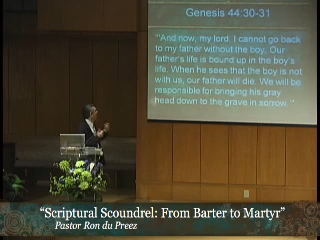 Genesis 44:30-31
"And now, my lord. I cannot go back
to my father without the boy. Our
father's life is bound up in the boy's
life. When he sees that the boy is not
with us, our father will die. We will be
responsible for bringing his gray
head down to the grave in sorrow."
"Scriptural Scoundrel: From Barter to Martyr"
Pastor Ron du Preez